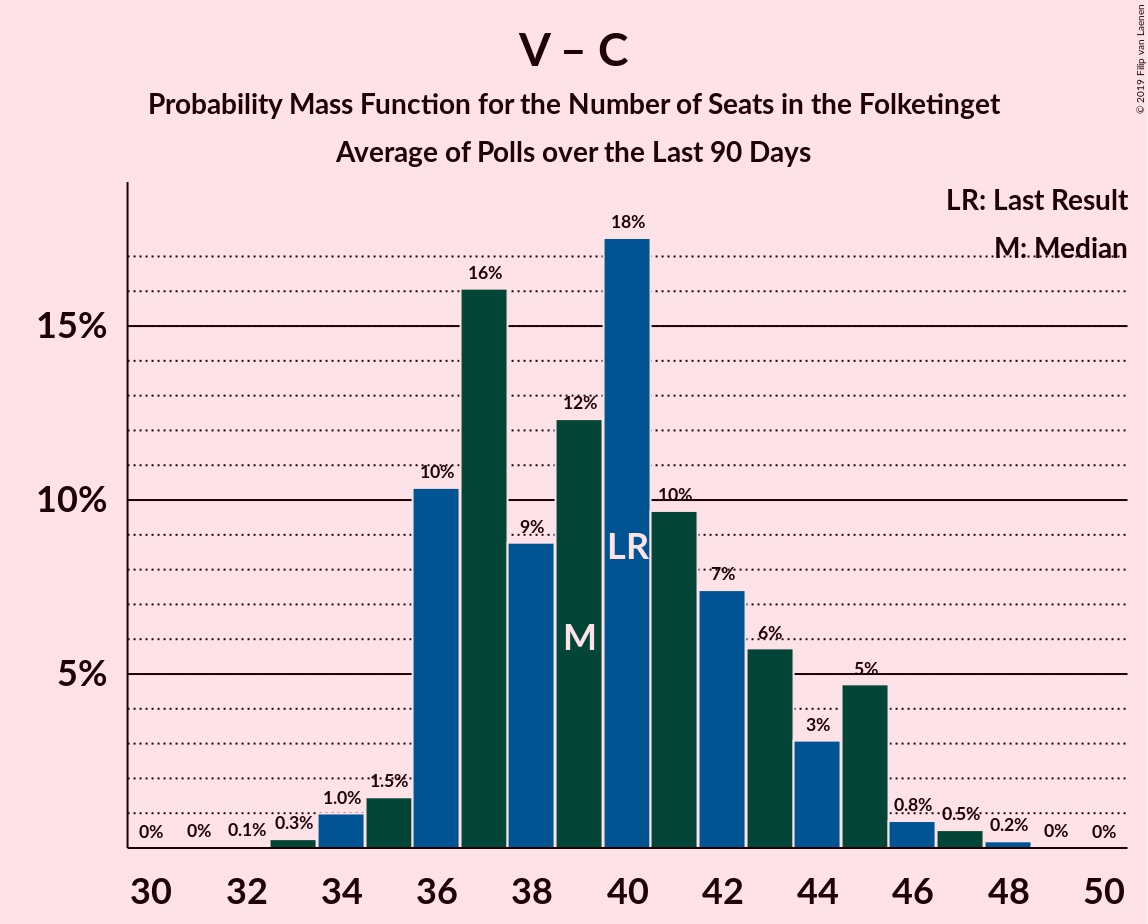 © 2019 Filip van Laenen
V – C
Probability Mass Function for the Number of Seats in the Folketinget
Average of Polls over the Last 90 Days
LR: Last Result
M: Median
15%
10%
5%
0%
0%
0.1%
0.3%
1.0%
1.5%
10%
16%
9%
12%
18%
10%
7%
6%
3%
5%
0.8%
0.5%
0.2%
0%
0%
LR
M
30 32 34 36 38 40 42 44 46 48 50